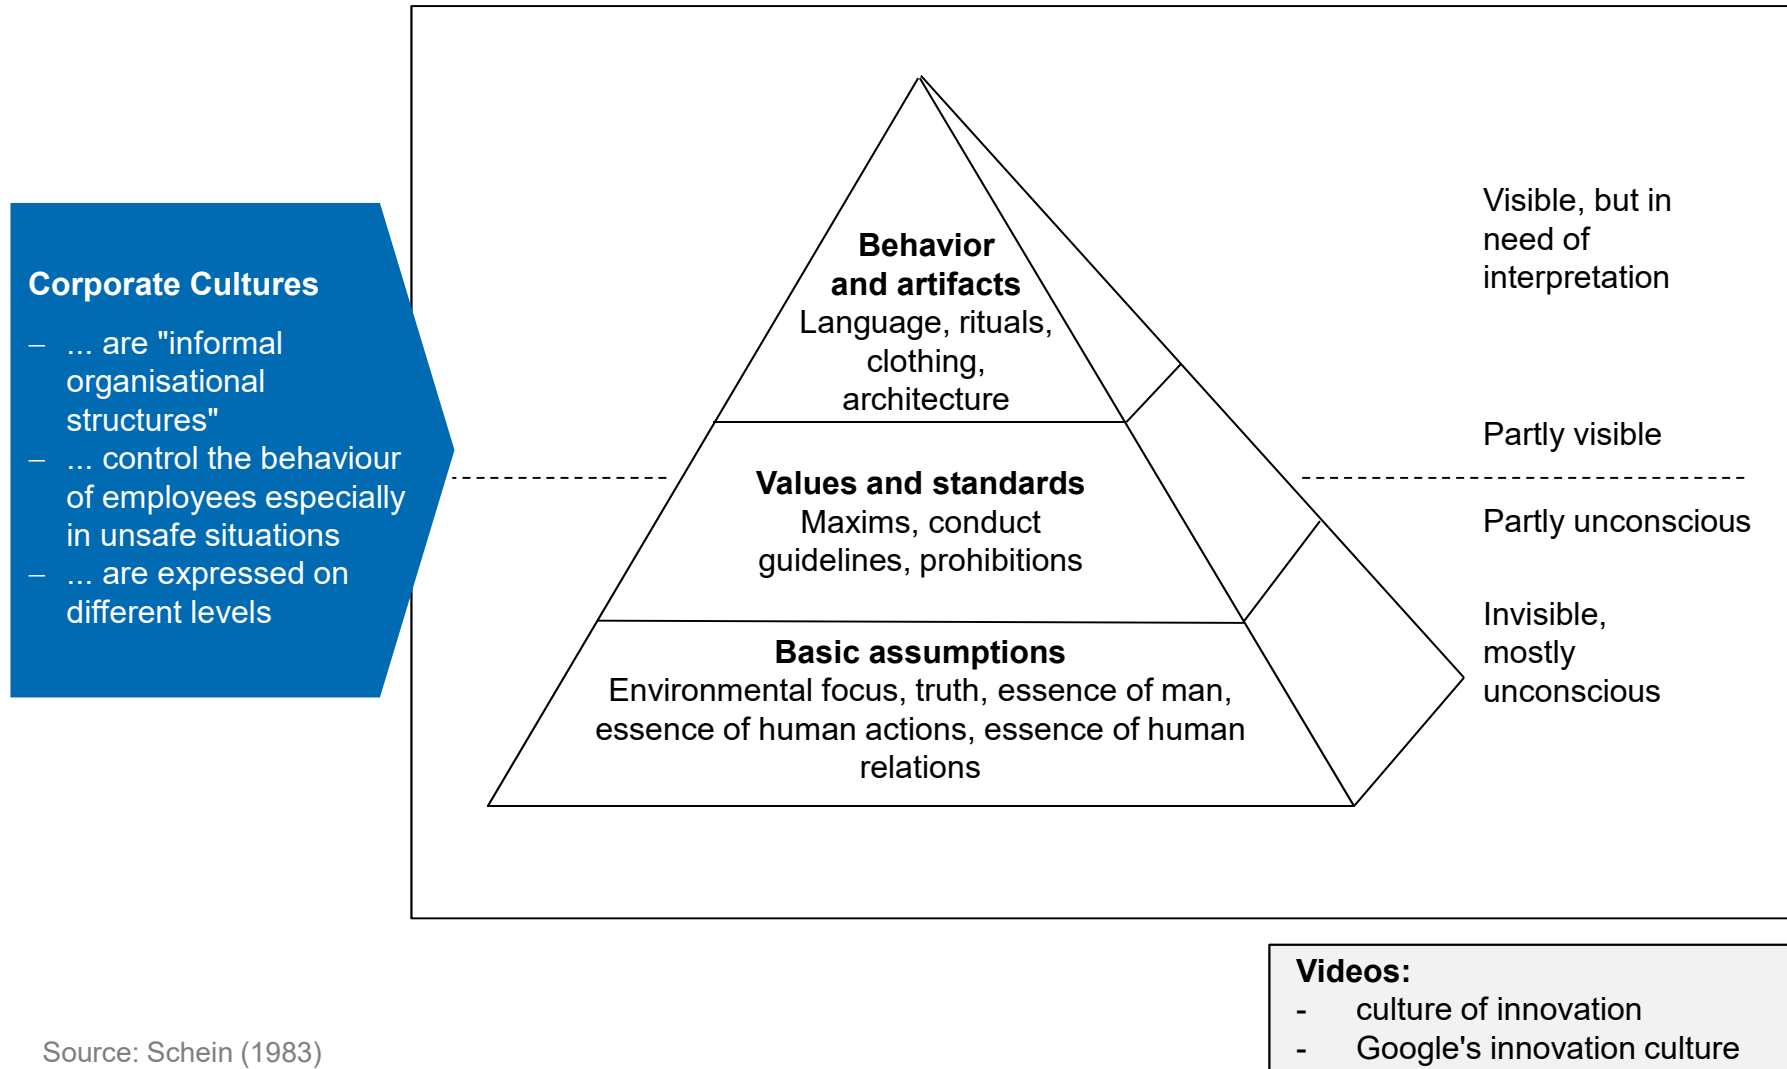 Corporate Cultures
– ... are "informal
organisational
structures"
– ... control the behaviour
of employees especially
in unsafe situations
– ... are expressed on
different levels
Behavior
and artifacts
Language, rituals,
clothing,
architecture
Values and standards
Maxims, conduct
guidelines, prohibitions
Basic assumptions
Environmental focus, truth, essence of man,
essence of human actions, essence of human
relations
Visible, but in
need of
interpretation
Partly visible
Partly unconscious
Invisible,
mostly
unconscious
Videos:
- culture of innovation
- Google's innovation culture
Source: Schein (1983)